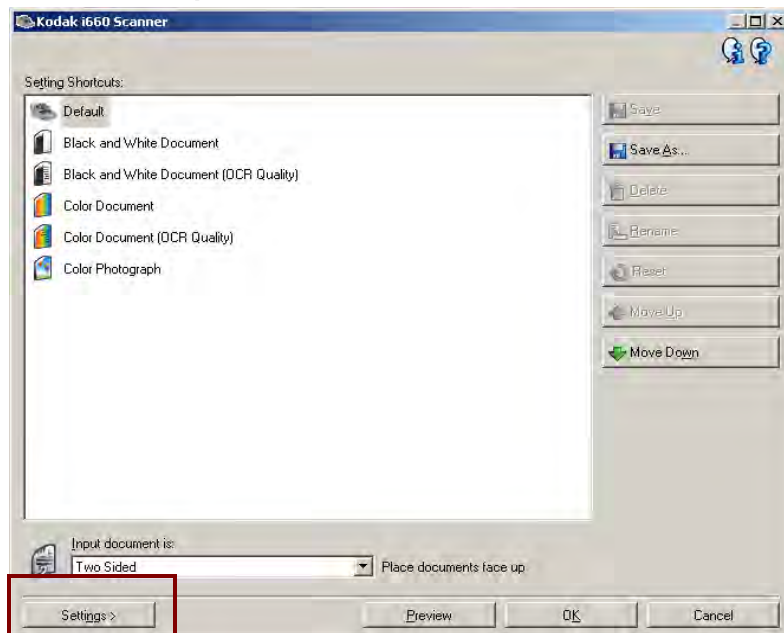 Kodak i660 Scanner
Setting Shortcuts:
Default
Black and White Document
Black and White Document (OCR Quality)
Color Document
Color Document (OCR Quality)
Color Photograph
Save
Save As...
Delete
Rename
Reset
Move Up
Move Down
Input document is:
Two Sided
Place documents face up
Settings >
Preview
OK
Cancel